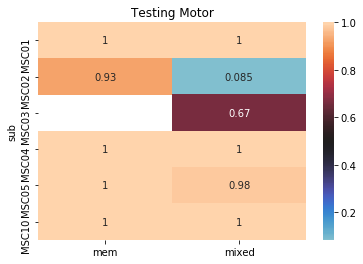 Testing Motor
sub
MSC01
MSC02
MSC03
MSC04
MSC05
MSC10
1 1
0.93 0.085
0.67
1 1
1 0.98
1 1
mem mixed
1.0
0.8
0.6
0.4
0.2